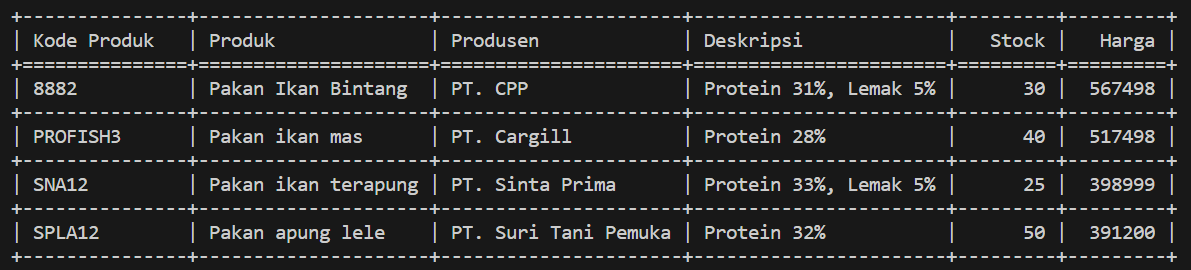 +---------------+---------------------+-----------------------+------------------------+---------+---------+
| Kode Produk   | Produk              | Produsen              | Deskripsi              |   Stock |   Harga |
+===============+=====================+=======================+========================+=========+=========+
| 8882          | Pakan Ikan Bintang  | PT. CPP               | Protein 31%, Lemak 5%  |      30 |  567498 |
+---------------+---------------------+-----------------------+------------------------+---------+---------+
| PROFISH3      | Pakan ikan mas      | PT. Cargill           | Protein 28%            |      40 |  517498 |
+---------------+---------------------+-----------------------+------------------------+---------+---------+
| SNA12         | Pakan ikan terapung | PT. Sinta Prima       | Protein 33%, Lemak 5%  |      25 |  398999 |
+---------------+---------------------+-----------------------+------------------------+---------+---------+
| SPLA12        | Pakan apung lele    | PT. Suri Tani Pemuka  | Protein 32%            |      50 |  391200 |
+---------------+---------------------+-----------------------+------------------------+---------+---------+